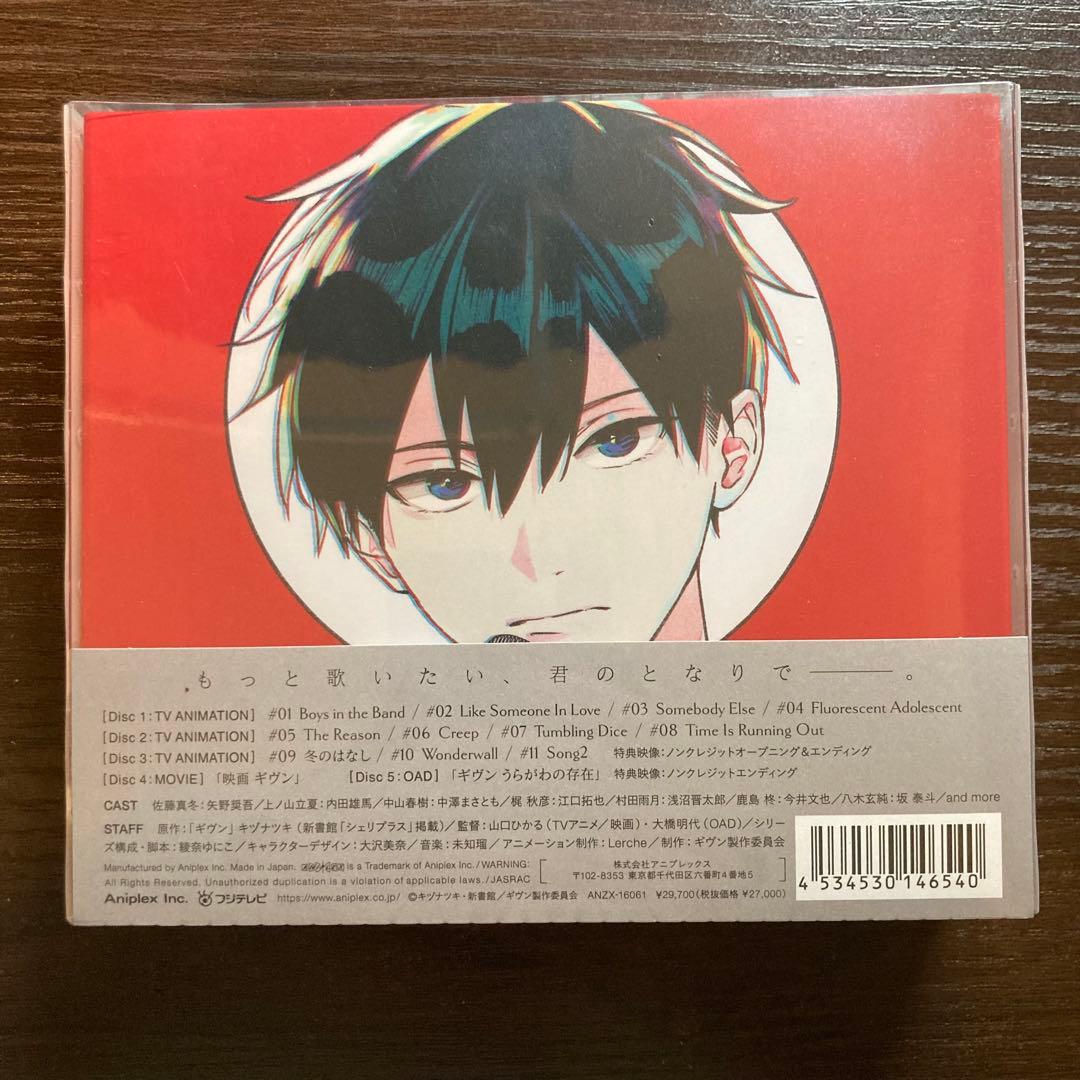 もっと歌いたい、君のとなりで───。
[Disc 1:TV ANIMATION] #01 Boys in the Band / #02 Like Someone In Love / #03 Somebody Else / #04 Fluorescent Adolescent
[Disc 2:TV ANIMATION] #05 The Reason / #06 Creep / #07 Tumbling Dice / #08 Time Is Running Out
[Disc 3:TV ANIMATION] #09 冬のはなし / #10 Wonderwall / #11 Song2 特典映像:ノンクレジットオープニング&エンディング
[Disc 4:MOVIE]「映画 ギヴン」 [Disc 5:OAD]「ギヴン うらがわの存在」 特典映像:ノンクレジットエンディング
CAST 佐藤真冬:矢野奨吾/上ノ山立夏:内田雄馬/中山春樹:中澤まさとも/梶 秋彦:江口拓也/村田雨月:浅沼晋太郎/鹿島 柊:今井文也/八木玄純:坂 泰斗/and more
STAFF 原作:「ギヴン」キヅナツキ(新書館「シェリプラス」掲載)/監督:山口ひかる(TVアニメ/映画)・大橋明代(OAD)/シリー
ズ構成・脚本:綾奈ゆにこ/キャラクターデザイン:大沢美奈/音楽:未知瑠/アニメーション制作:Lerche/制作:ギヴン製作委員会
Manufactured by Aniplex Inc. Made in Japan. is a Trademark of Aniplex Inc./WARNING:
All Rights Reserved. Unauthorized duplication is a violation of applicable laws./JASRAC
株式会社アニプレックス
〒102-8353 東京都千代田区六番町4番地5
Aniplex Inc. フジテレビ https://www.aniplex.co.jp/ ©キヅナツキ・新書館/ギヴン製作委員会 ANZX-16061 ¥29,700(税抜価格 ¥27,000)
4 534530 146540